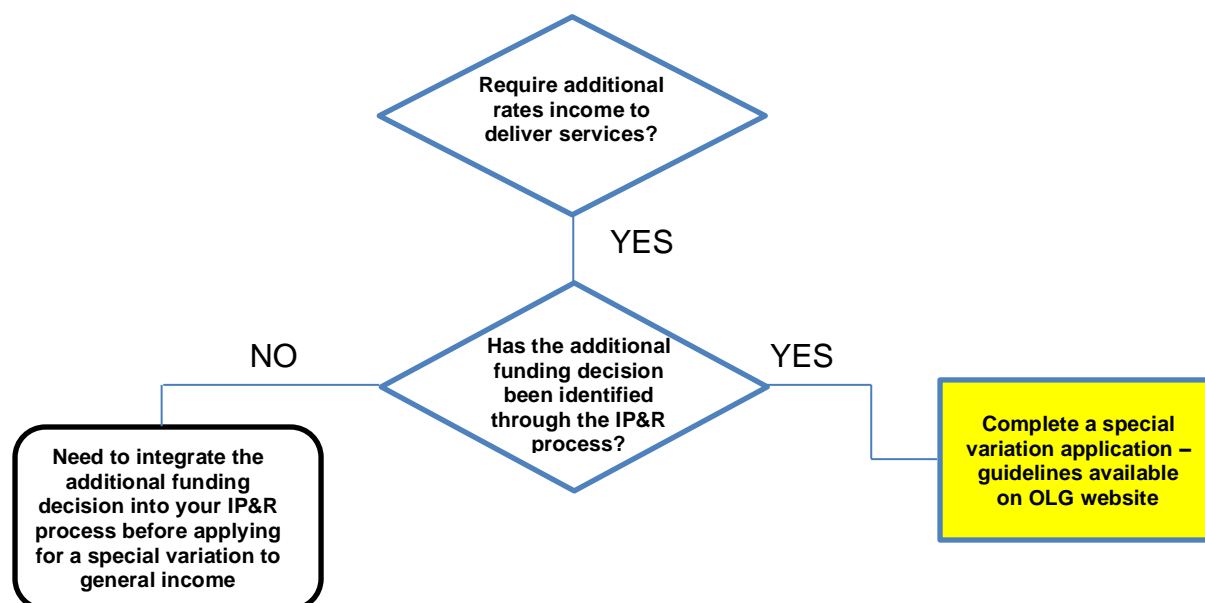 Require additional
rates income to
deliver services?
YES
NO
Has the additional
funding decision
been identified
through the IP&R
process?
YES
Need to integrate the
additional funding
decision into your IP&R
process before applying
for a special variation to
general income
Complete a special
variation application –
guidelines available
on OLG website